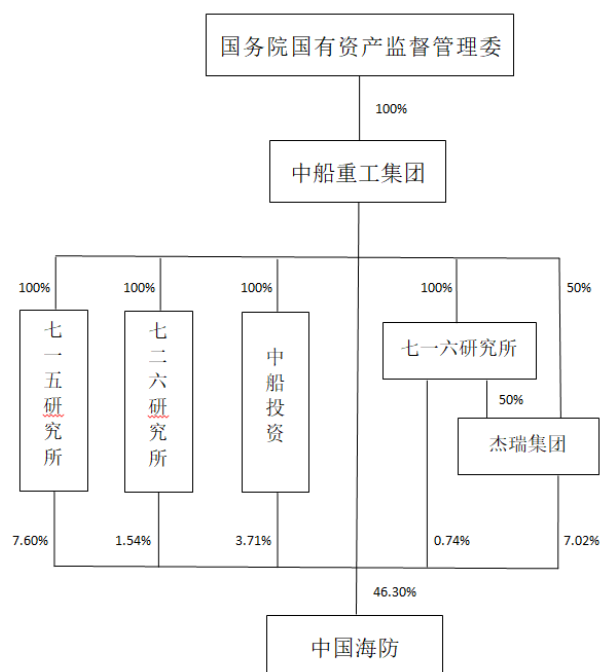 国务院国有资产监督管理委
100%
中船重工集团
100%
100%
100%
100%
50%
七一五研究所
七二六研究所
中船投资
七一六研究所
50%
杰瑞集团
7.60%
1.54%
3.71%
0.74%
7.02%
46.30%
中国海防